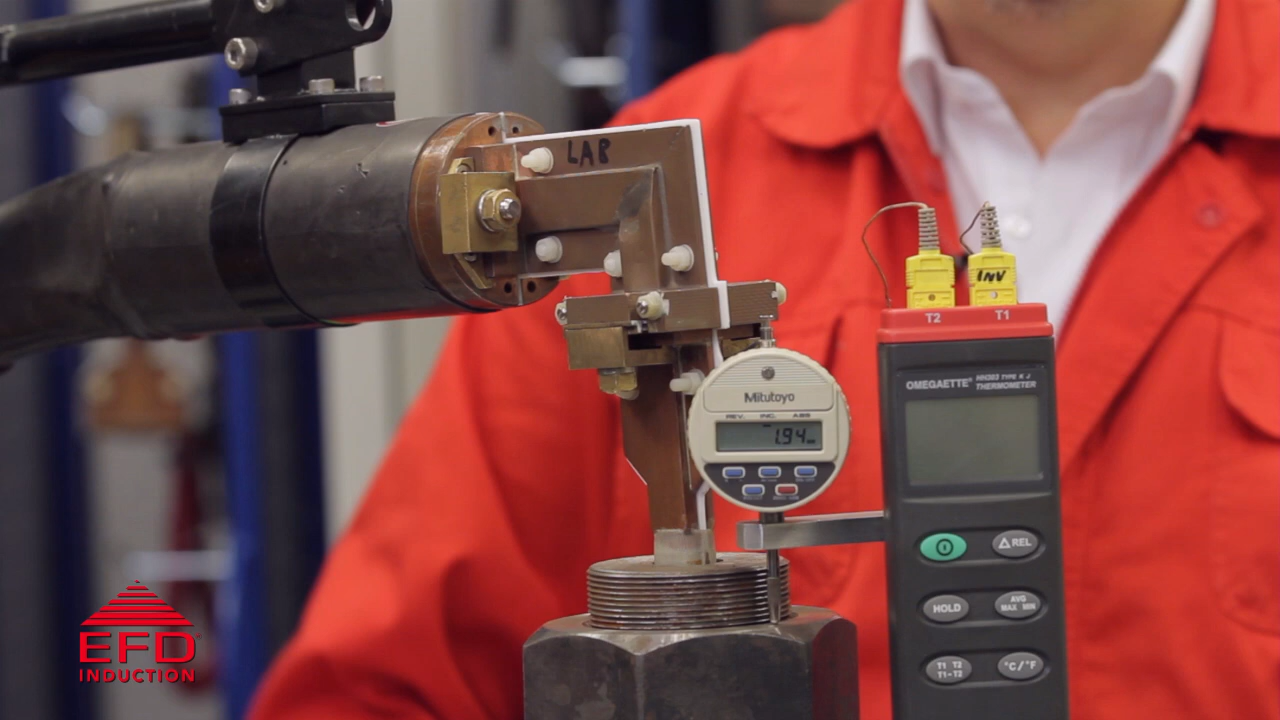 LAB
INV
T2 T1
OMEGAETTE® HH203 TYPE K J
THERMOMETER
Mitutoyo
REV. INC. ABS
-1.94
△REL
HOLD
AVG
MAX MIN
T1 T2
T1-T2
°C/°F
EFD
INDUCTION